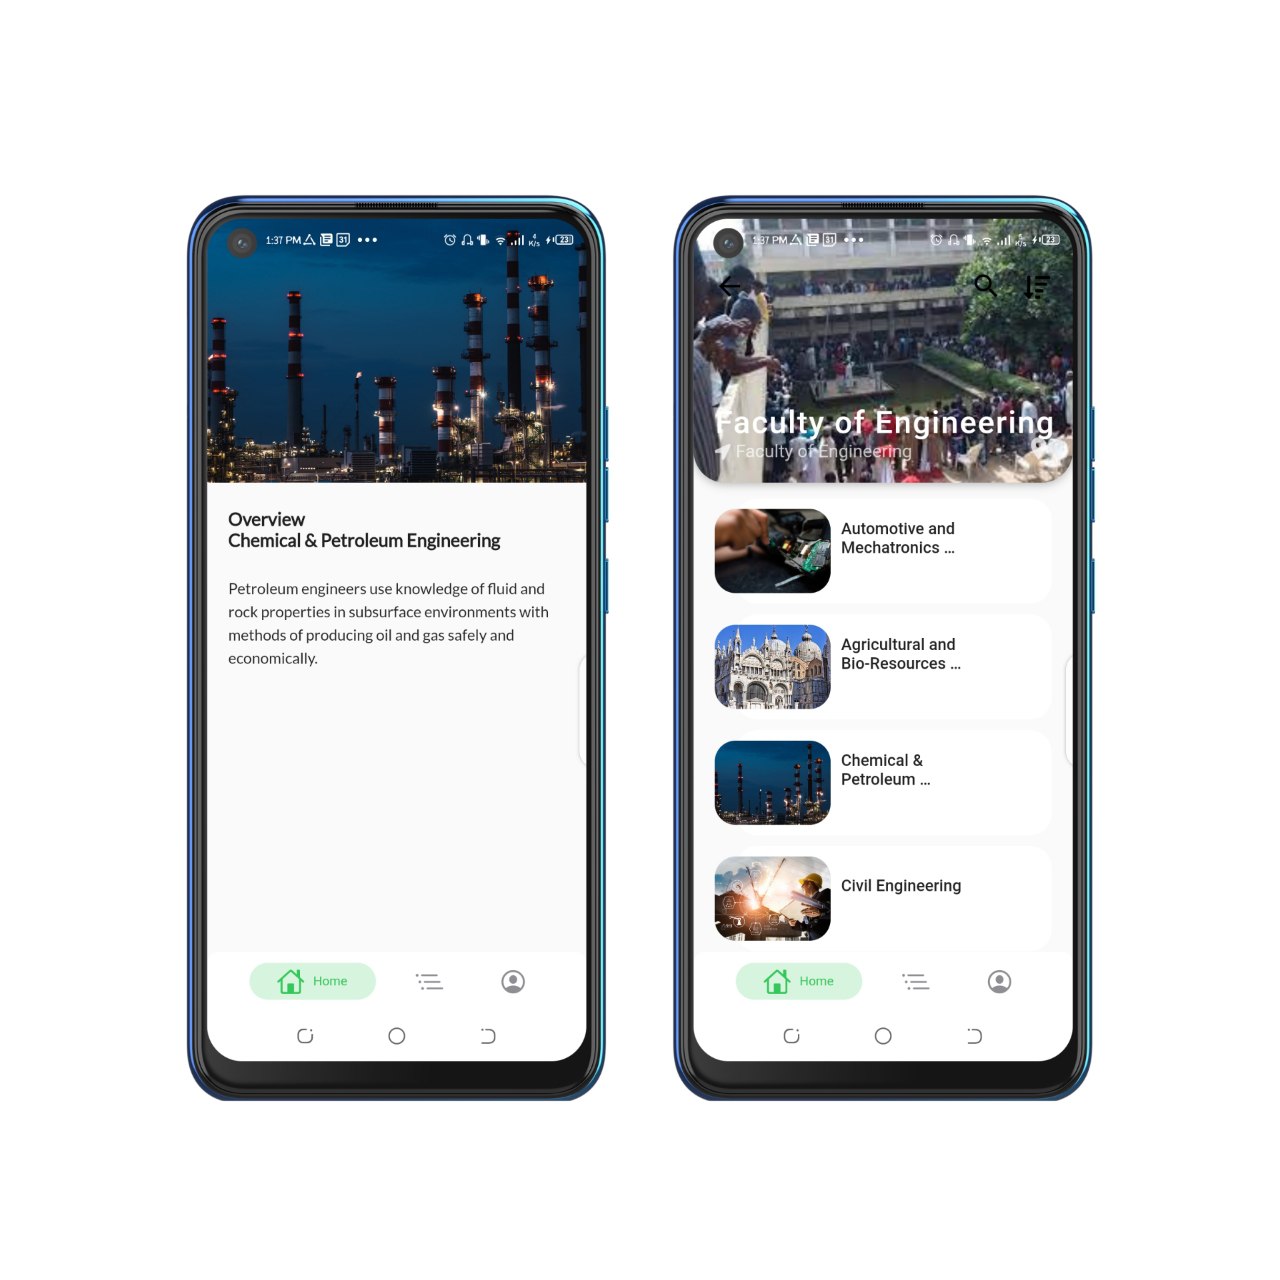 1:37 PM 31
4 K/s 23
Overview
Chemical & Petroleum Engineering
Petroleum engineers use knowledge of fluid and
rock properties in subsurface environments with
methods of producing oil and gas safely and
economically.
Home
1:37 PM 31
K/s 23
Faculty of Engineering
Faculty of Engineering
Automotive and
Mechatronics ...
Agricultural and
Bio-Resources ...
Chemical &
Petroleum ...
Civil Engineering
Home